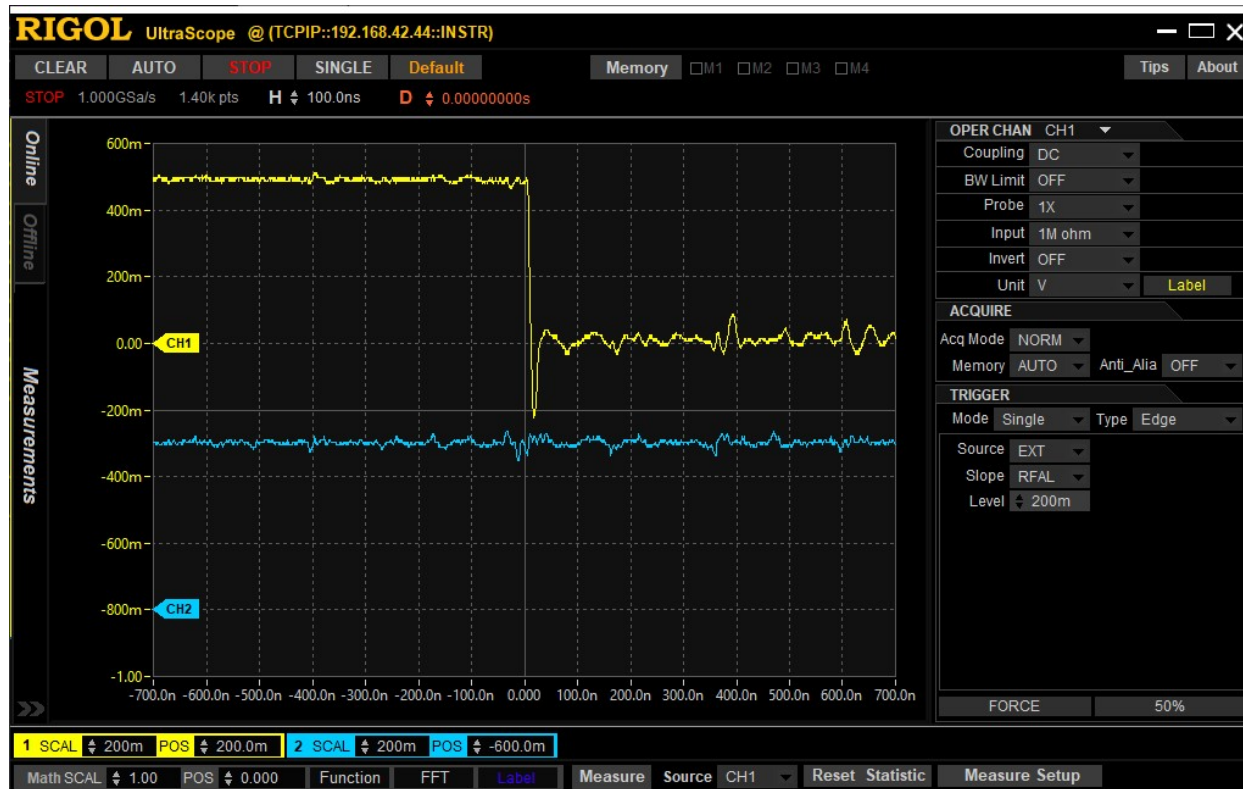 RIGOL UltraScope @ (TCPIP::192.168.42.44::INSTR)
CLEAR AUTO STOP SINGLE Default Memory M1 M2 M3 M4 Tips About
STOP 1.000GSa/s 1.40k pts H 100.0ns D 0.00000000s
Online
Offline
Measurements
600m
400m
200m
0.00
-200m
-400m
-600m
-800m
-1.00
CH1
CH2
-700.0n -600.0n -500.0n -400.0n -300.0n -200.0n -100.0n 0.000 100.0n 200.0n 300.0n 400.0n 500.0n 600.0n 700.0n
OPER CHAN CH1
Coupling DC
BW Limit OFF
Probe 1X
Input 1M ohm
Invert OFF
Unit V Label
ACQUIRE
Acq Mode NORM
Memory AUTO Anti_Alia OFF
TRIGGER
Mode Single Type Edge
Source EXT
Slope RFAL
Level 200m
FORCE 50%
1 SCAL 200m POS 200.0m 2 SCAL 200m POS -600.0m
Math SCAL 1.00 POS 0.000 Function FFT Label Measure Source CH1 Reset Statistic Measure Setup